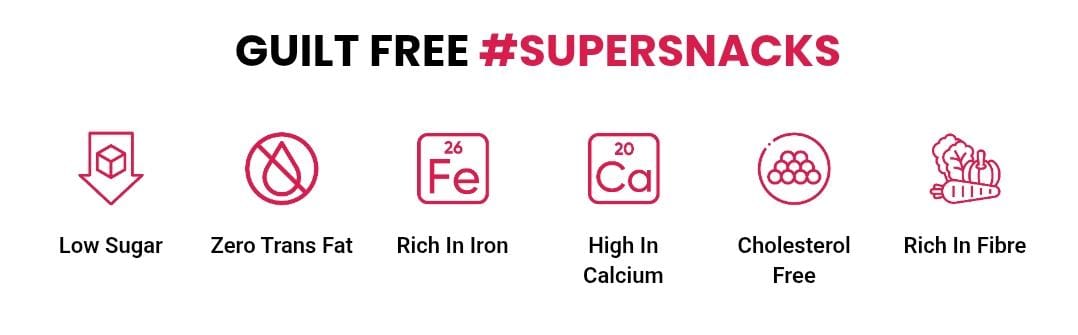 GUILT FREE #SUPERSNACKS
26
Fe
20
Ca
Low Sugar
Zero Trans Fat
Rich In Iron
High In
Calcium
Cholesterol
Free
Rich In Fibre